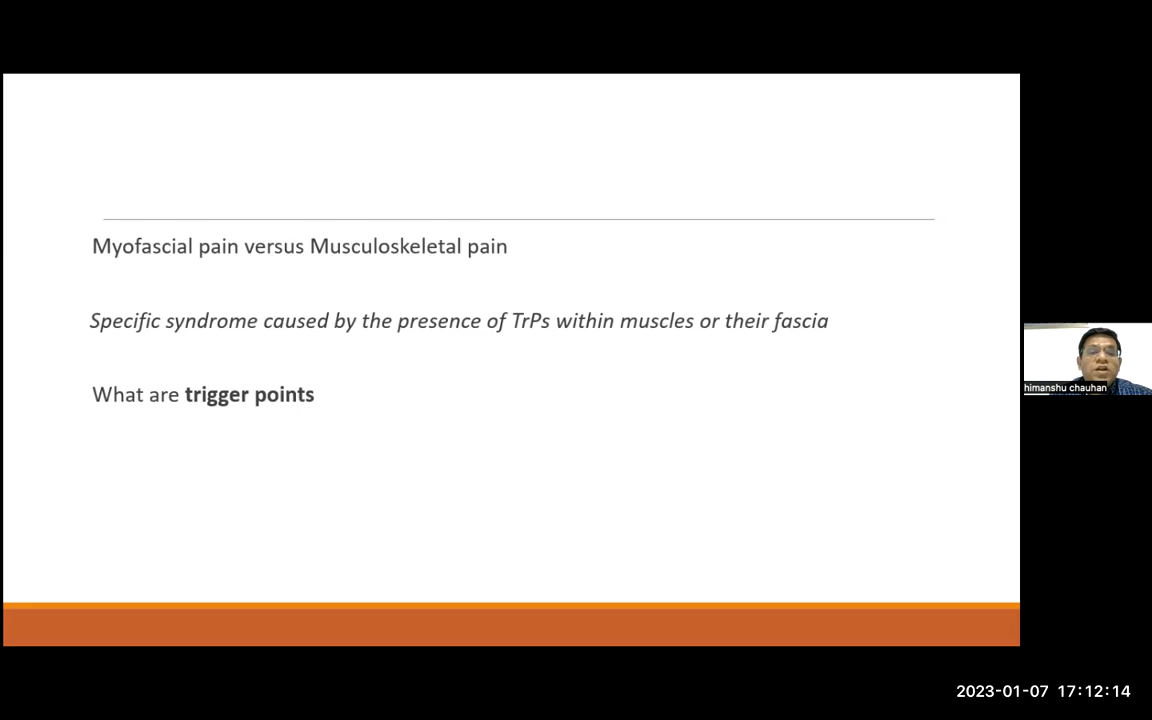 Myofascial pain versus Musculoskeletal pain
Specific syndrome caused by the presence of TrPs within muscles or their fascia
What are trigger points
himanshu chauhan
2023-01-07 17:12:14